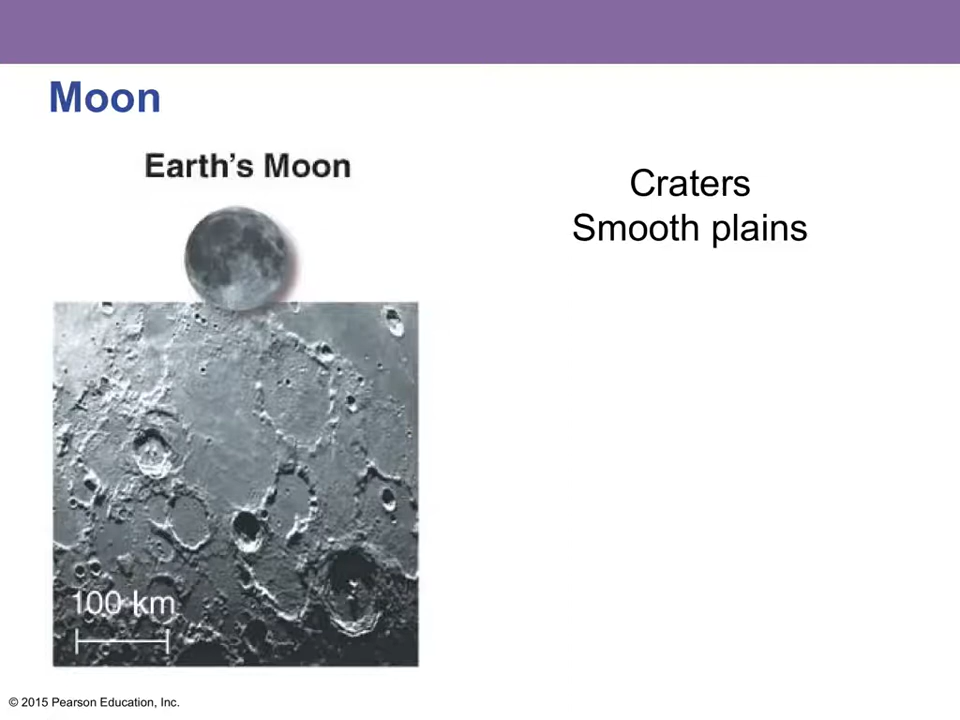 Moon
Earth's Moon
Craters
Smooth plains
100 km
© 2015 Pearson Education, Inc.